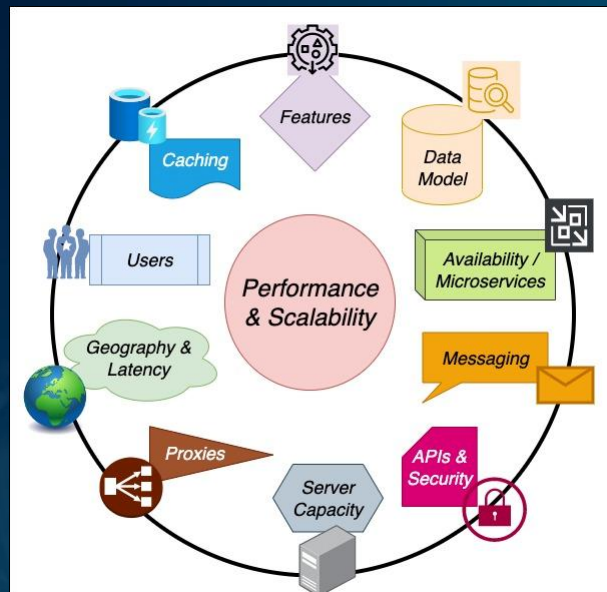 Features
Caching
Data
Model
Users
Availability /
Microservices
Performance
& Scalability
Geography &
Latency
Messaging
Proxies
APIs &
Security
Server
Capacity